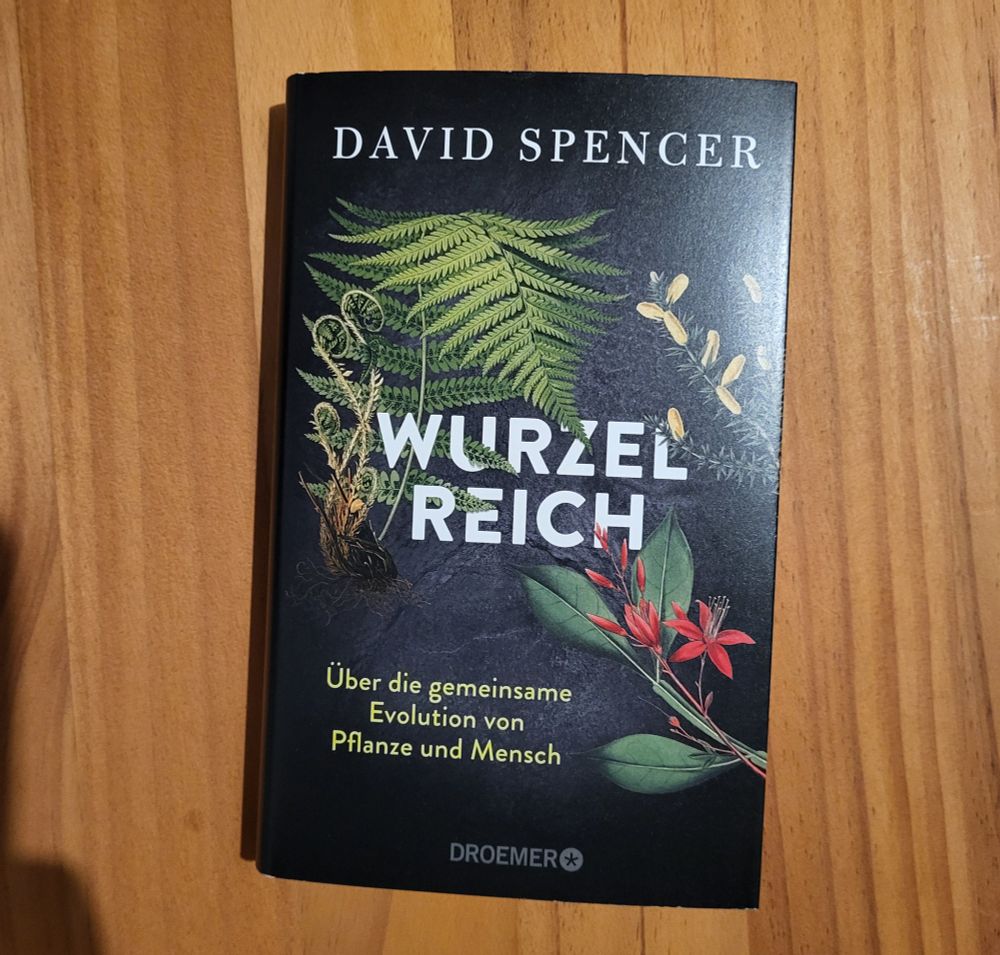 DAVID SPENCER
WURZEL
REICH
Über die gemeinsame
Evolution von
Pflanze und Mensch
DROEMER